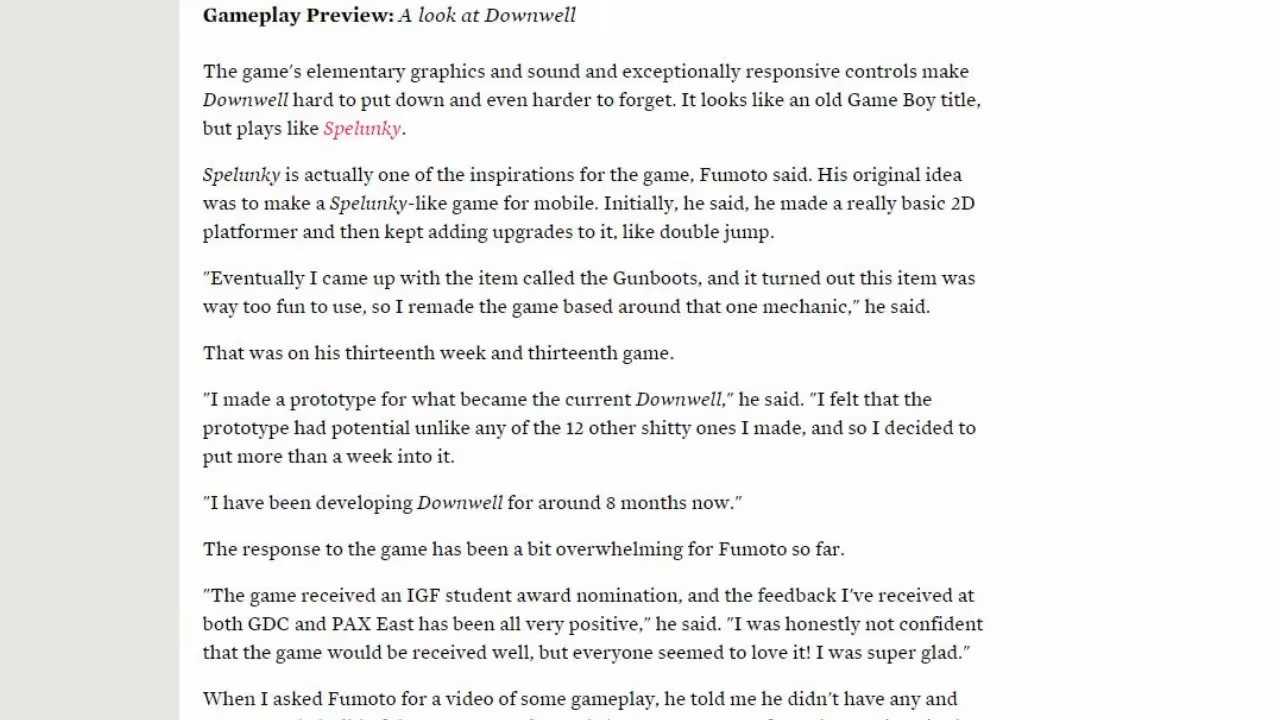 Gameplay Preview: A look at Downwell
The game's elementary graphics and sound and exceptionally responsive controls make
Downwell hard to put down and even harder to forget. It looks like an old Game Boy title,
but plays like Spelunky.
Spelunky is actually one of the inspirations for the game, Fumoto said. His original idea
was to make a Spelunky-like game for mobile. Initially, he said, he made a really basic 2D
platformer and then kept adding upgrades to it, like double jump.
"Eventually I came up with the item called the Gunboots, and it turned out this item was
way too fun to use, so I remade the game based around that one mechanic," he said.
That was on his thirteenth week and thirteenth game.
"I made a prototype for what became the current Downwell," he said. "I felt that the
prototype had potential unlike any of the 12 other shitty ones I made, and so I decided to
put more than a week into it.
"I have been developing Downwell for around 8 months now."
The response to the game has been a bit overwhelming for Fumoto so far.
"The game received an IGF student award nomination, and the feedback I've received at
both GDC and PAX East has been all very positive," he said. "I was honestly not confident
that the game would be received well, but everyone seemed to love it! I was super glad."
When I asked Fumoto for a video of some gameplay, he told me he didn't have any and